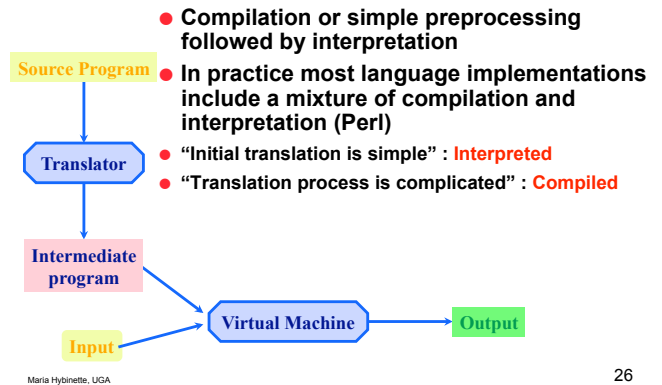 ● Compilation or simple preprocessing
followed by interpretation
● In practice most language implementations
include a mixture of compilation and
interpretation (Perl)
● “Initial translation is simple” : Interpreted
● “Translation process is complicated” : Compiled
Source Program
Translator
Intermediate
program
Input
Virtual Machine
Output
Maria Hybinette, UGA
26